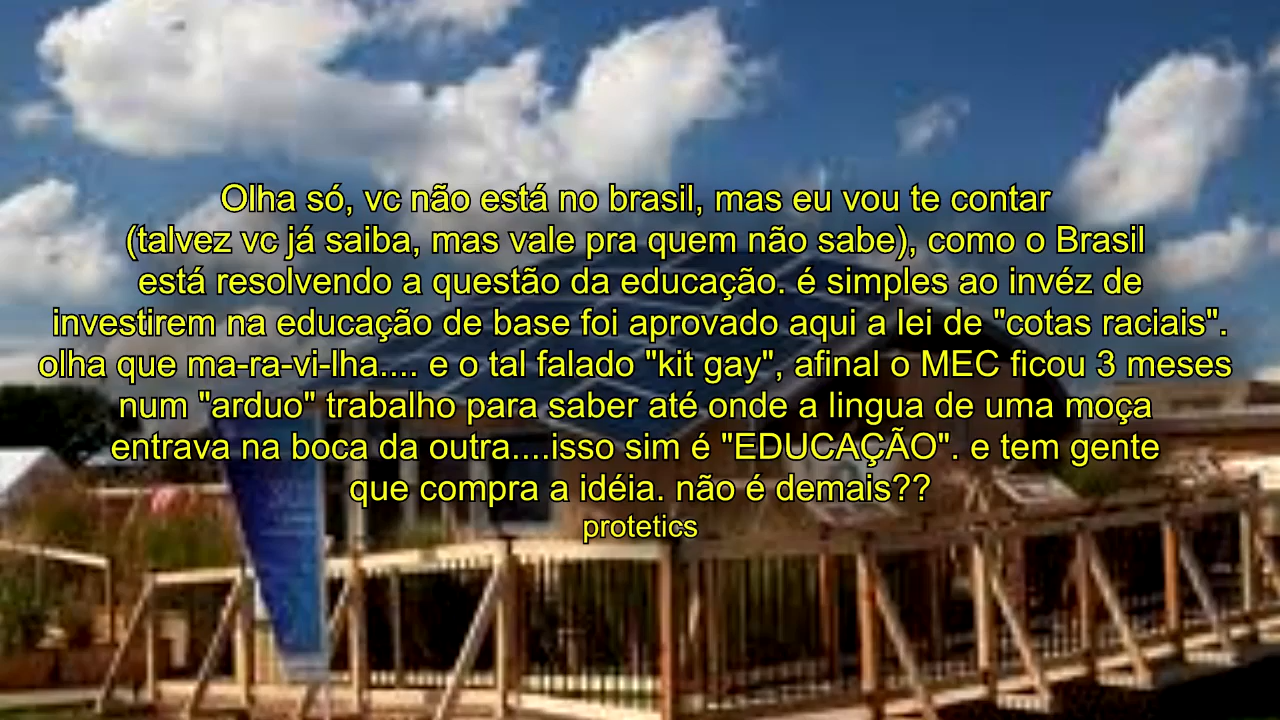 Olha só, vc não está no brasil, mas eu vou te contar
(talvez vc já saiba, mas vale pra quem não sabe), como o Brasil
está resolvendo a questão da educação. é simples ao invéz de
investirem na educação de base foi aprovado aqui a lei de "cotas raciais".
olha que ma-ra-vi-lha.... e o tal falado "kit gay", afinal o MEC ficou 3 meses
num "arduo" trabalho para saber até onde a lingua de uma moça
entrava na boca da outra....isso sim é "EDUCAÇÃO". e tem gente
que compra a idéia. não é demais??
protetics